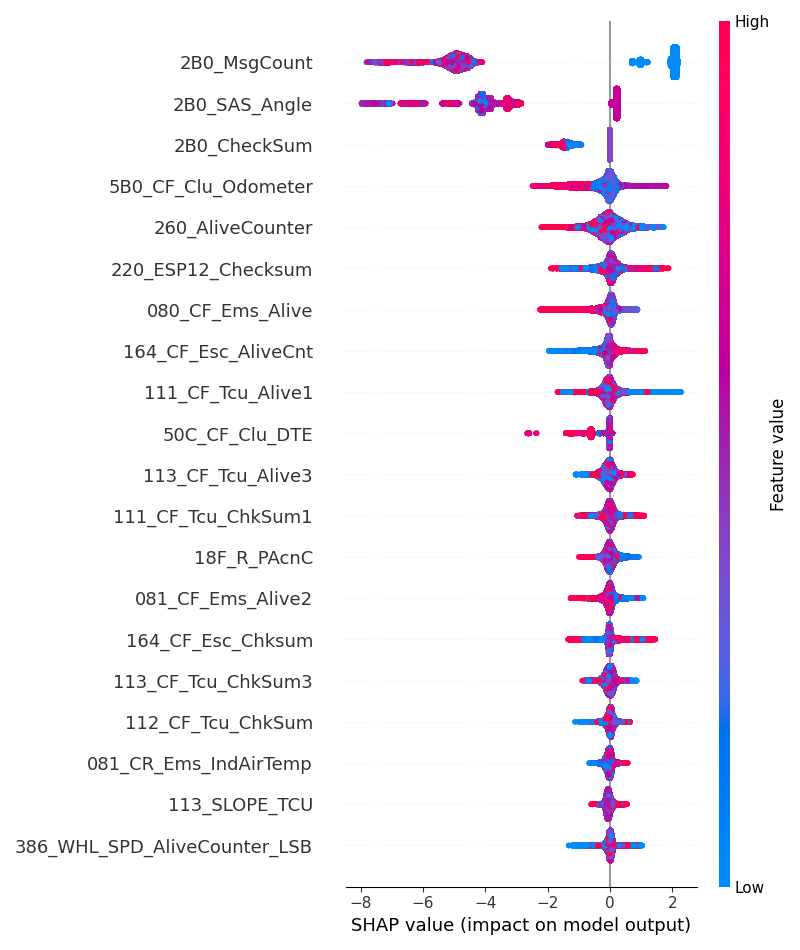 High
2B0_MsgCount
2B0_SAS_Angle
2B0_CheckSum
5B0_CF_Clu_Odometer
260_AliveCounter
220_ESP12_Checksum
080_CF_Ems_Alive
164_CF_Esc_AliveCnt
111_CF_Tcu_Alive1
50C_CF_Clu_DTE
113_CF_Tcu_Alive3
111_CF_Tcu_ChkSum1
18F_R_PAcnC
081_CF_Ems_Alive2
164_CF_Esc_Chksum
113_CF_Tcu_ChkSum3
112_CF_Tcu_ChkSum
081_CR_Ems_IndAirTemp
113_SLOPE_TCU
386_WHL_SPD_AliveCounter_LSB
Feature value
Low
−8 −6 −4 −2 0 2
SHAP value (impact on model output)